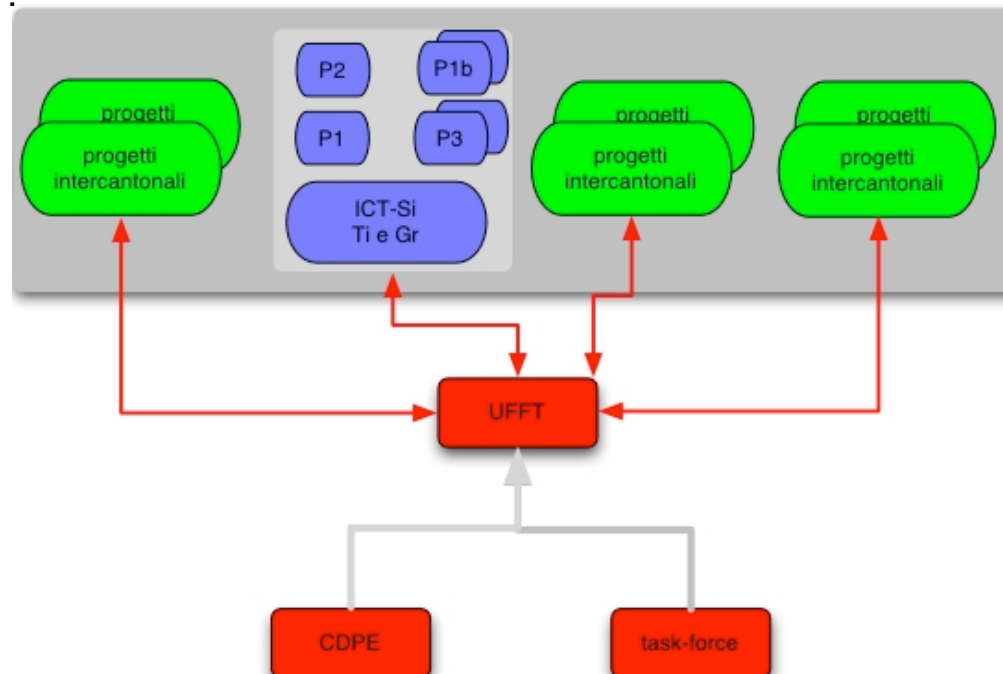 P2
P1b
progetti
progetti
intercantonali
P1
P3
ICT-Si
Ti e Gr
progetti
progetti
intercantonali
progetti
progetti
intercantonali
UFFT
CDPE
task-force